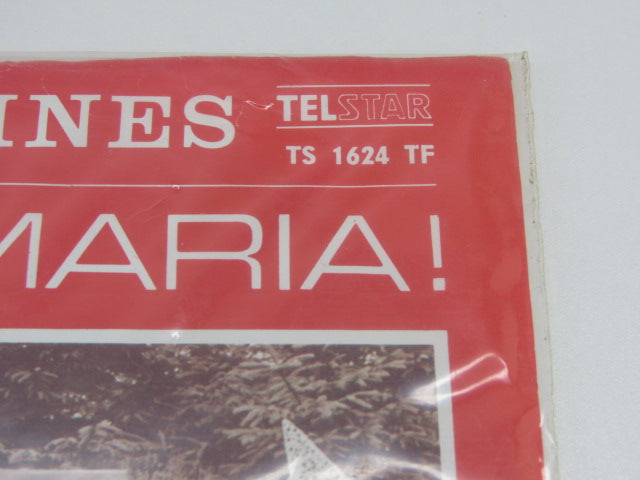 INES
TELSTAR
TS 1624 TF
MARIA!